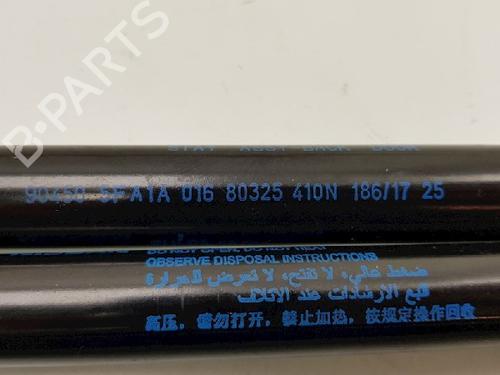 B-PARTS
STAY ASSY BACK DOOR
90450 5FA1A 016 80325 410N 186/17 25
DO NOT OPEN, DO NOT HEAT
OBSERVE DISPOSAL INSTRUCTIONS
ضغط عالي، لا تفتح، لا تعرض للحرارة
اتبع الإرشادات عند الإتلاف
高压，请勿打开，禁止加热，按规定操作回收